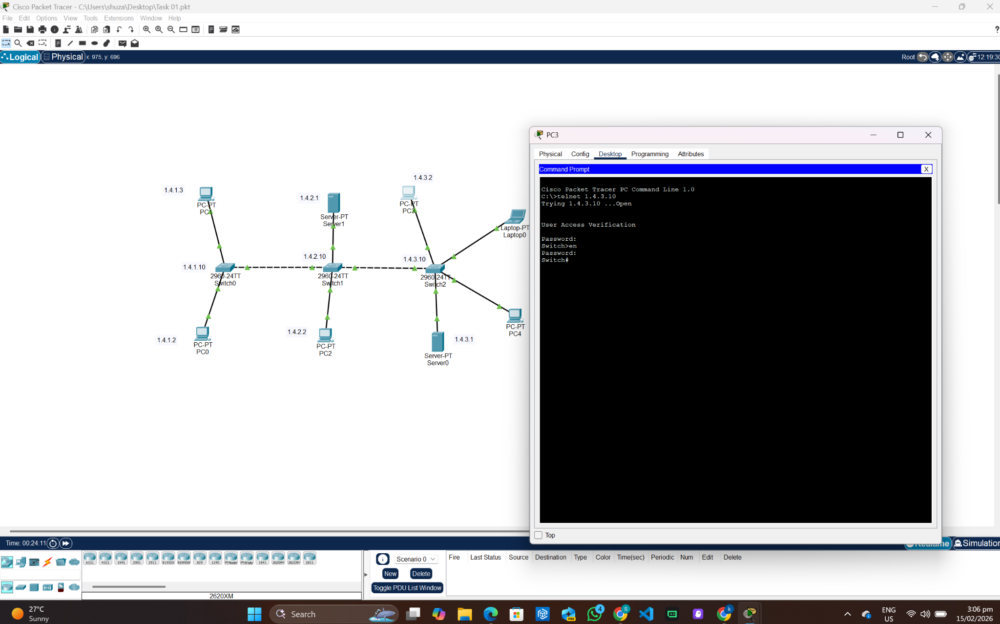 Cisco Packet Tracer - C:\Users\shuza\Desktop\Task 01.pkt
File Edit Options View Tools Extensions Window Help
?
Logical Physical x: 975, y: 696
Root 12:19:30
PC3
Physical Config Desktop Programming Attributes
Command Prompt
X
Cisco Packet Tracer PC Command Line 1.0
C:\>telnet 1.4.3.10
Trying 1.4.3.10 ...Open
User Access Verification
Password:
Switch>en
Password:
Switch#
Top
1.4.3.2
1.4.1.3
PC-PT
1.4.2.1
Server-PT
Server1
PC-PT
PC3
Laptop-PT
Laptop0
1.4.2.10
1.4.3.10
1.4.1.10
2960-24TT
Switch0
2960-24TT
Switch1
2960-24TT
Switch2
1.4.1.2
PC-PT
PC0
1.4.2.2
PC-PT
PC2
1.4.3.1
Server-PT
Server0
PC-PT
PC4
Time: 00:24:11
Realtime Simulation
4331 4321 1941 2901 2911 819IOX 819HGW 829 1240 PT-Router PT-Empty 1841 2620XM 2621XM 2811
2620XM
Scenario 0
New Delete
Toggle PDU List Window
Fire Last Status Source Destination Type Color Time(sec) Periodic Num Edit Delete
27°C
Sunny
Search
PRE
4
S
k
ENG
US
3:06 pm
15/02/2026